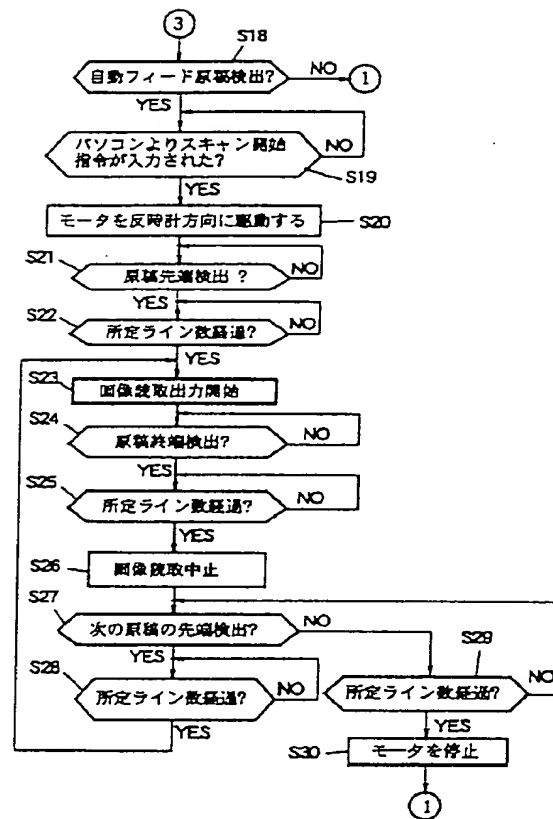 3
S18
自動フィード原稿検出?
NO
1
YES
パソコンよりスキャン開始
指令が入力された?
NO
S19
YES
モータを反時計方向に駆動する
S20
S21
原稿先端検出?
NO
YES
S22
所定ライン数経過?
NO
YES
S23
画像読取出力開始
S24
原稿終端検出?
NO
YES
S25
所定ライン数経過?
NO
YES
S26
画像読取中止
S27
次の原稿の先端検出?
NO
YES
S28
所定ライン数経過?
NO
YES
S29
所定ライン数経過?
NO
YES
S30
モータを停止
1